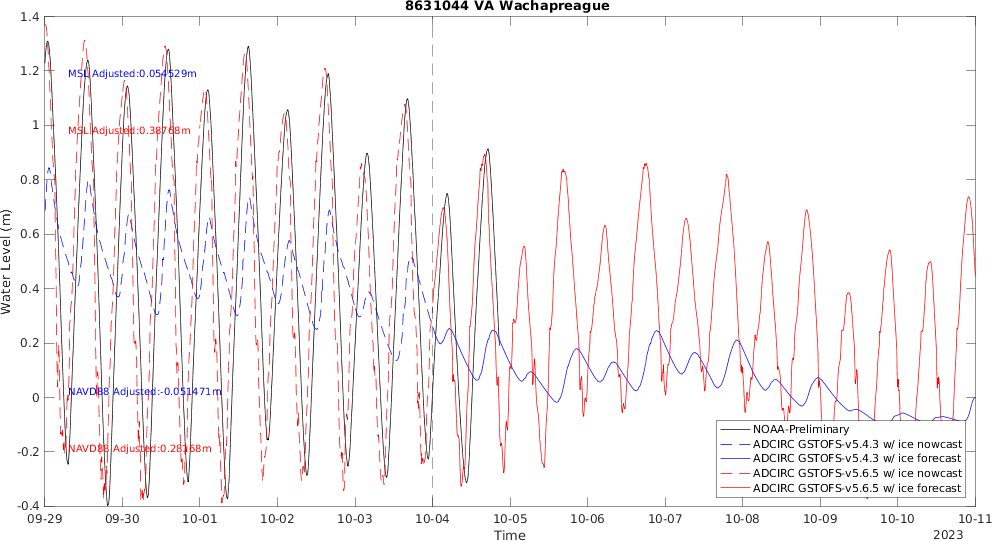 8631044 VA Wachapreague
1.4
1.2
1
0.8
0.6
0.4
0.2
0
-0.2
-0.4
Water Level (m)
MSL Adjusted:0.054529m
MSL Adjusted:0.38768m
NAVD88 Adjusted:-0.051471m
NAVD88 Adjusted:0.28168m
NOAA-Preliminary
ADCIRC GSTOFS-v5.4.3 w/ ice nowcast
ADCIRC GSTOFS-v5.4.3 w/ ice forecast
ADCIRC GSTOFS-v5.6.5 w/ ice nowcast
ADCIRC GSTOFS-v5.6.5 w/ ice forecast
09-29 09-30 10-01 10-02 10-03 10-04 10-05 10-06 10-07 10-08 10-09 10-10 10-11
Time
2023